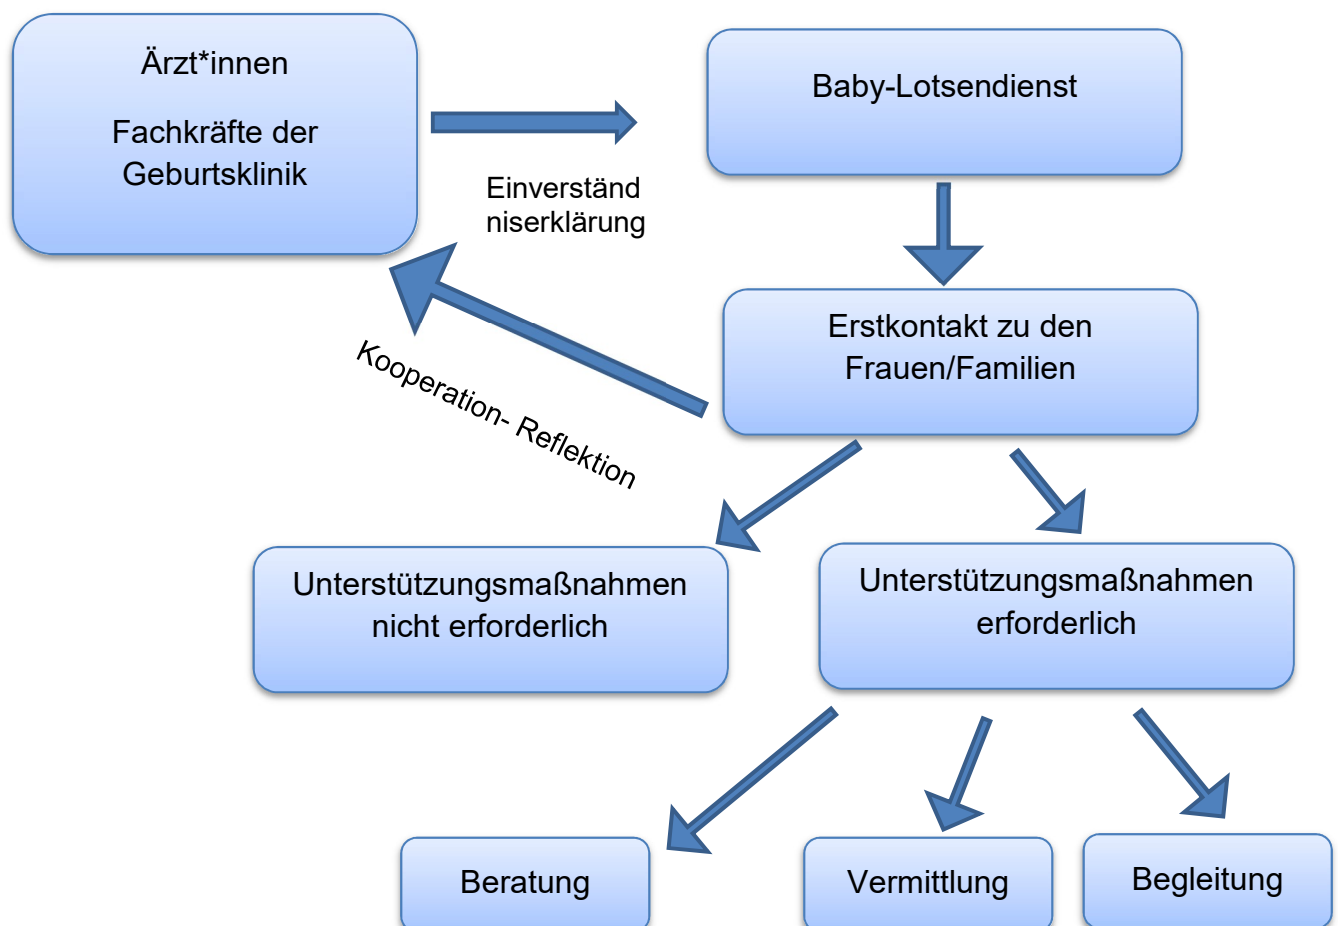 Ärzt*innen
Fachkräfte der
Geburtsklinik
Baby-Lotsendienst
Einverständ
niserklärung
Erstkontakt zu den
Frauen/Familien
Kooperation- Reflektion
Unterstützungsmaßnahmen
nicht erforderlich
Unterstützungsmaßnahmen
erforderlich
Beratung
Vermittlung
Begleitung